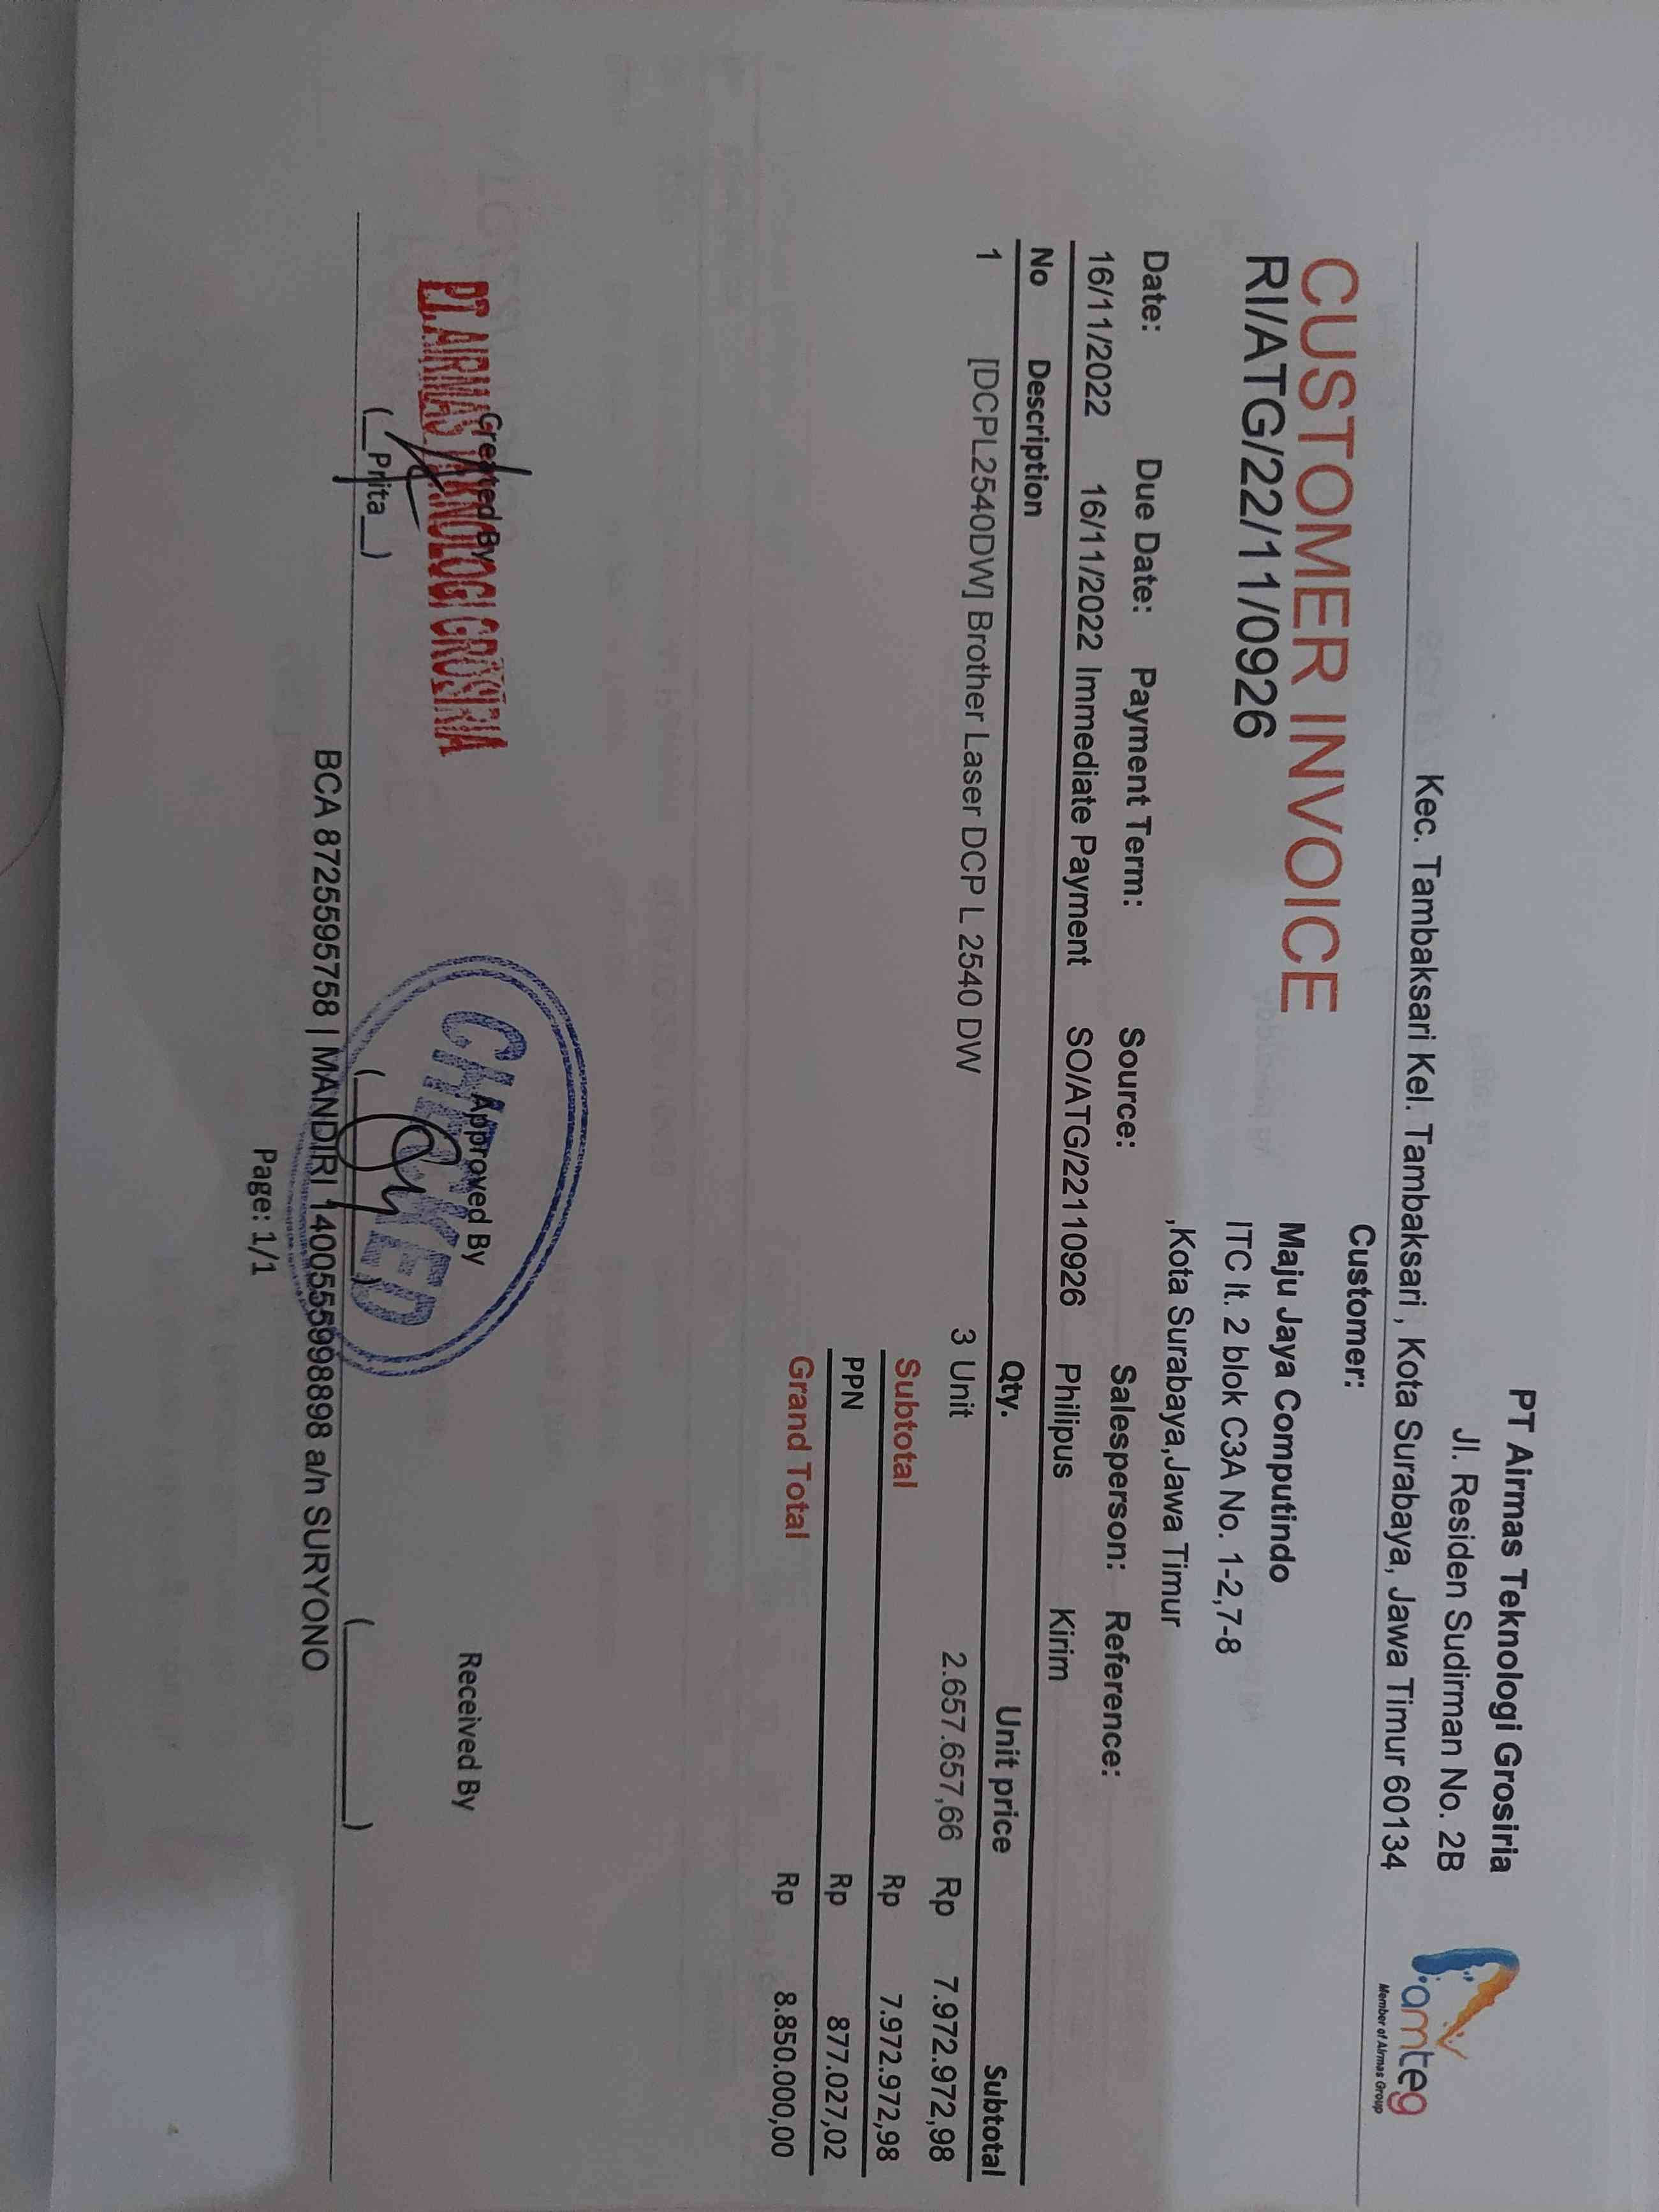 PT Airmas Teknologi Grosiria
Jl. Residen Sudirman No. 2B
Kec. Tambaksari Kel. Tambaksari , Kota Surabaya, Jawa Timur 60134
amteg
Member of Airmas Group
CUSTOMER INVOICE
RI/ATG/22/11/0926
Customer:
Maju Jaya Computindo
ITC lt. 2 blok C3A No. 1-2,7-8
,Kota Surabaya,Jawa Timur
Date: Due Date: Payment Term: Source: Salesperson: Reference:
16/11/2022 16/11/2022 Immediate Payment SO/ATG/22110926 Philipus Kirim
No Description Qty. Unit price Subtotal
1 [DCPL2540DW] Brother Laser DCP L 2540 DW 3 Unit 2.657.657,66 Rp 7.972.972,98
Subtotal Rp 7.972.972,98
PPN Rp 877.027,02
Grand Total Rp 8.850.000,00
Created By Approved By Received By
PT. AIRMAS TEKNOLOGI GROSIRIA
CHECKED
(__Prita__) (________) (________)
BCA 8725595758 | MANDIRI 1400555998898 a/n SURYONO
Page: 1/1